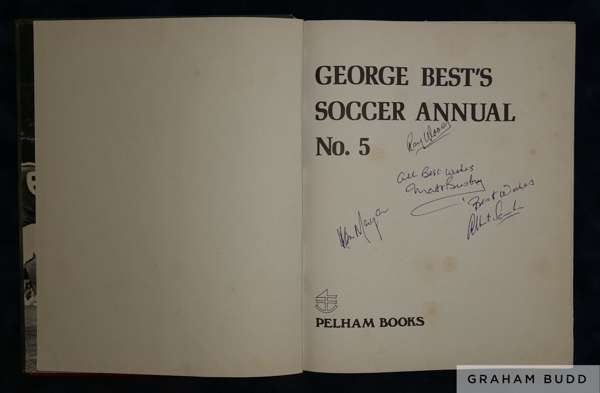 GEORGE BEST'S
SOCCER ANNUAL
No. 5
All Best Wishes
Matt Busby
Best Wishes
PELHAM BOOKS
GRAHAM BUDD